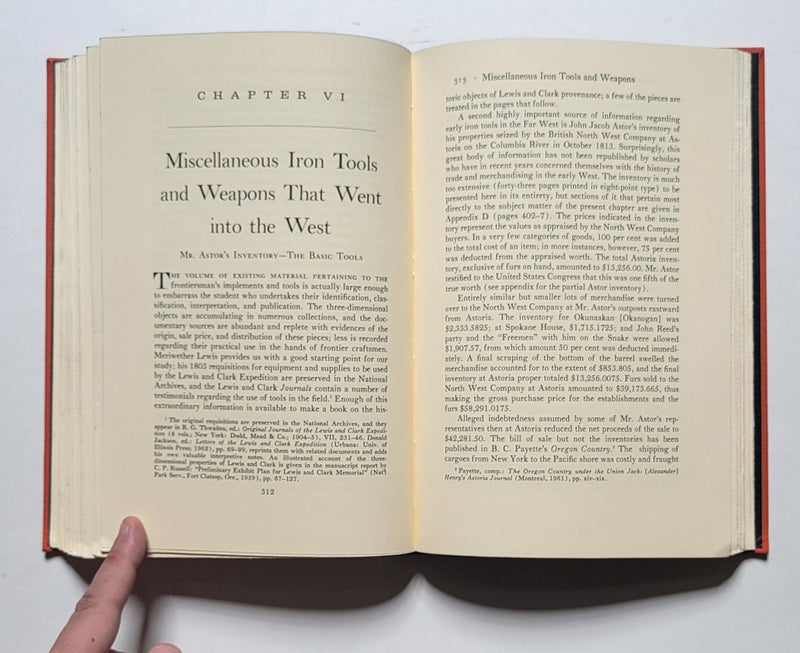 CHAPTER VI
Miscellaneous Iron Tools
and Weapons That Went
into the West
MR. ASTOR'S INVENTORY—THE BASIC TOOLS
THE VOLUME OF EXISTING MATERIAL PERTAINING TO THE
frontiersman's implements and tools is actually large enough
to embarrass the student who undertakes their identification, clas-
sification, interpretation, and publication. The three-dimensional
objects are accumulating in numerous collections, and the doc-
umentary sources are abundant and replete with evidences of the
origin, sale price, and distribution of these pieces; less is recorded
regarding their practical use in the hands of frontier craftsmen.
Meriwether Lewis provides us with a good starting point for our
study; his 1803 requisitions for equipment and supplies to be used
by the Lewis and Clark Expedition are preserved in the National
Archives, and the Lewis and Clark Journals contain a number of
testimonials regarding the use of tools in the field.¹ Enough of this
extraordinary information is available to make a book on the his-
¹ The original requisitions are preserved in the National Archives, and they
appear in R. G. Thwaites, ed.: Original Journals of the Lewis and Clark Expedi-
tion (8 vols.; New York: Dodd, Mead & Co.; 1904–5), VII, 231–46. Donald
Jackson, ed.: Letters of the Lewis and Clark Expedition (Urbana: Univ. of
Illinois Press; 1962), pp. 69–99, reprints them with related documents and adds
his own valuable interpretive notes. An illustrated account of the three-
dimensional properties of Lewis and Clark is given in the manuscript report by
C. P. Russell: "Preliminary Exhibit Plan for Lewis and Clark Memorial" (Nat'l
Park Serv., Fort Clatsop, Ore., 1959), pp. 67–127.
312
313 · Miscellaneous Iron Tools and Weapons
toric objects of Lewis and Clark provenance; a few of the pieces are
treated in the pages that follow.
A second highly important source of information regarding
early iron tools in the Far West is John Jacob Astor's inventory of
his properties seized by the British North West Company at As-
toria on the Columbia River in October 1813. Surprisingly, this
great body of information has not been republished by scholars
who have in recent years concerned themselves with the history of
trade and merchandising in the early West. The inventory is much
too extensive (forty-three pages printed in eight-point type) to be
presented here in its entirety, but sections of it that pertain most
directly to the subject matter of the present chapter are given in
Appendix D (pages 402–7). The prices indicated in the inven-
tory represent the values as appraised by the North West Company
buyers. In a very few categories of goods, 100 per cent was added
to the total cost of an item; in more instances, however, 75 per cent
was deducted from the appraised worth. The total Astoria inven-
tory, exclusive of furs on hand, amounted to $13,256.00. Mr. Astor
testified to the United States Congress that this was one fifth of the
true worth (see appendix for the partial Astor inventory).
Entirely similar but smaller lots of merchandise were turned
over to the North West Company at Mr. Astor's outposts eastward
from Astoria. The inventory for Okanaakan [Okanogan] was
$2,333.5825; at Spokane House, $1,715.1725; and John Reed's
party and the "Freemen" with him on the Snake were allowed
$1,907.57, from which amount 50 per cent was deducted immedi-
ately. A final scraping of the bottom of the barrel swelled the
merchandise accounted for to the extent of $853.805, and the final
inventory at Astoria proper totaled $13,256.0075. Furs sold to the
North West Company at Astoria amounted to $39,173.665, thus
making the gross purchase price for the establishments and the
furs $58,291.0175.
Alleged indebtedness assumed by some of Mr. Astor's rep-
resentatives then at Astoria reduced the net proceeds of the sale to
$42,281.50. The bill of sale but not the inventories has been
published in B. C. Payette's Oregon Country.² The shipping of
cargoes from New York to the Pacific shore was costly and fraught
² Payette, comp.: The Oregon Country under the Union Jack: [Alexander]
Henry's Astoria Journal (Montreal, 1961), pp. xiv–xix.